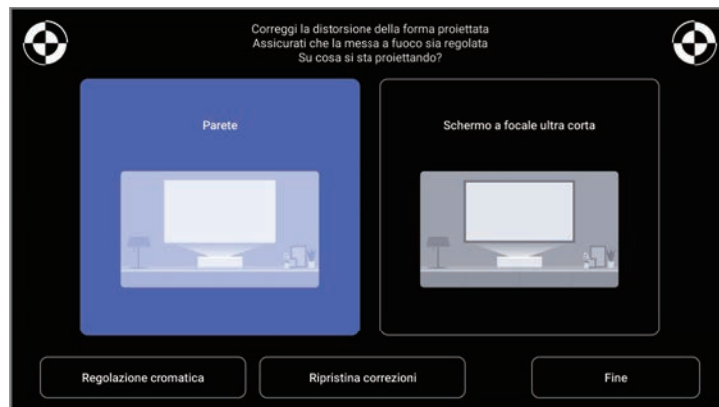 Correggi la distorsione della forma proiettata
Assicurati che la messa a fuoco sia regolata
Su cosa si sta proiettando?
Parete
Schermo a focale ultra corta
Regolazione cromatica
Ripristina correzioni
Fine